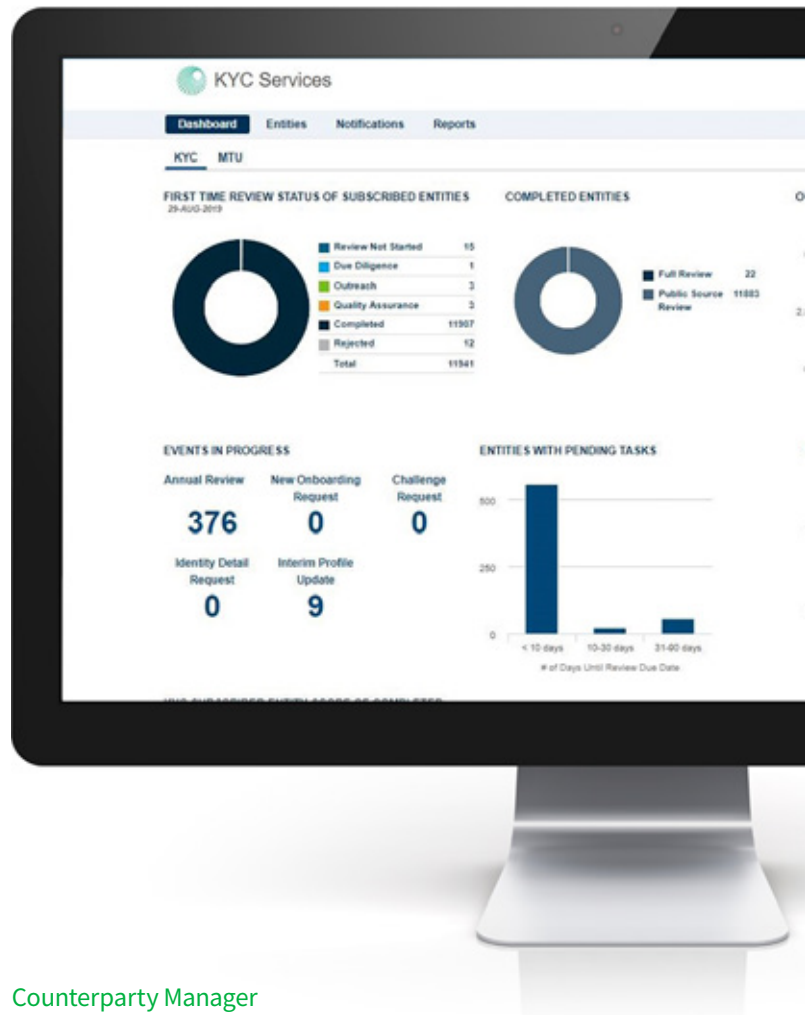 KYC Services
Dashboard Entities Notifications Reports
KYC MTU
FIRST TIME REVIEW STATUS OF SUBSCRIBED ENTITIES
29-AUG-2019
Review Not Started 15
Due Diligence 1
Outreach 3
Quality Assurance 3
Completed 11907
Rejected 12
Total 11941
COMPLETED ENTITIES
Full Review 22
Public Source 11883
Review
EVENTS IN PROGRESS
Annual Review
376
New Onboarding
Request
0
Challenge
Request
0
Identity Detail
Request
0
Interim Profile
Update
9
ENTITIES WITH PENDING TASKS
500
250
0
< 10 days 10-30 days 31-90 days
# of Days Until Review Due Date
Counterparty Manager